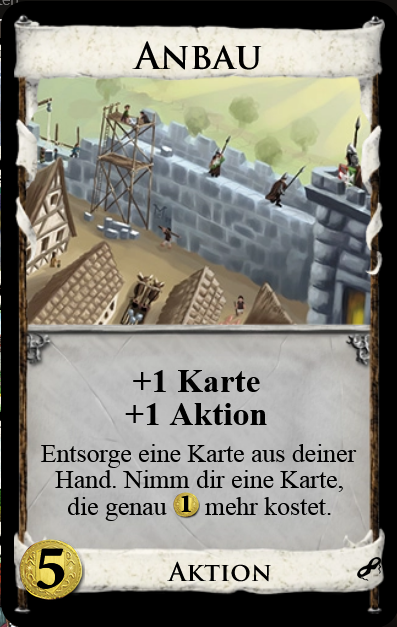 Anbau
+1 Karte
+1 Aktion
Entsorge eine Karte aus deiner
Hand. Nimm dir eine Karte,
die genau 1 mehr kostet.
5 Aktion